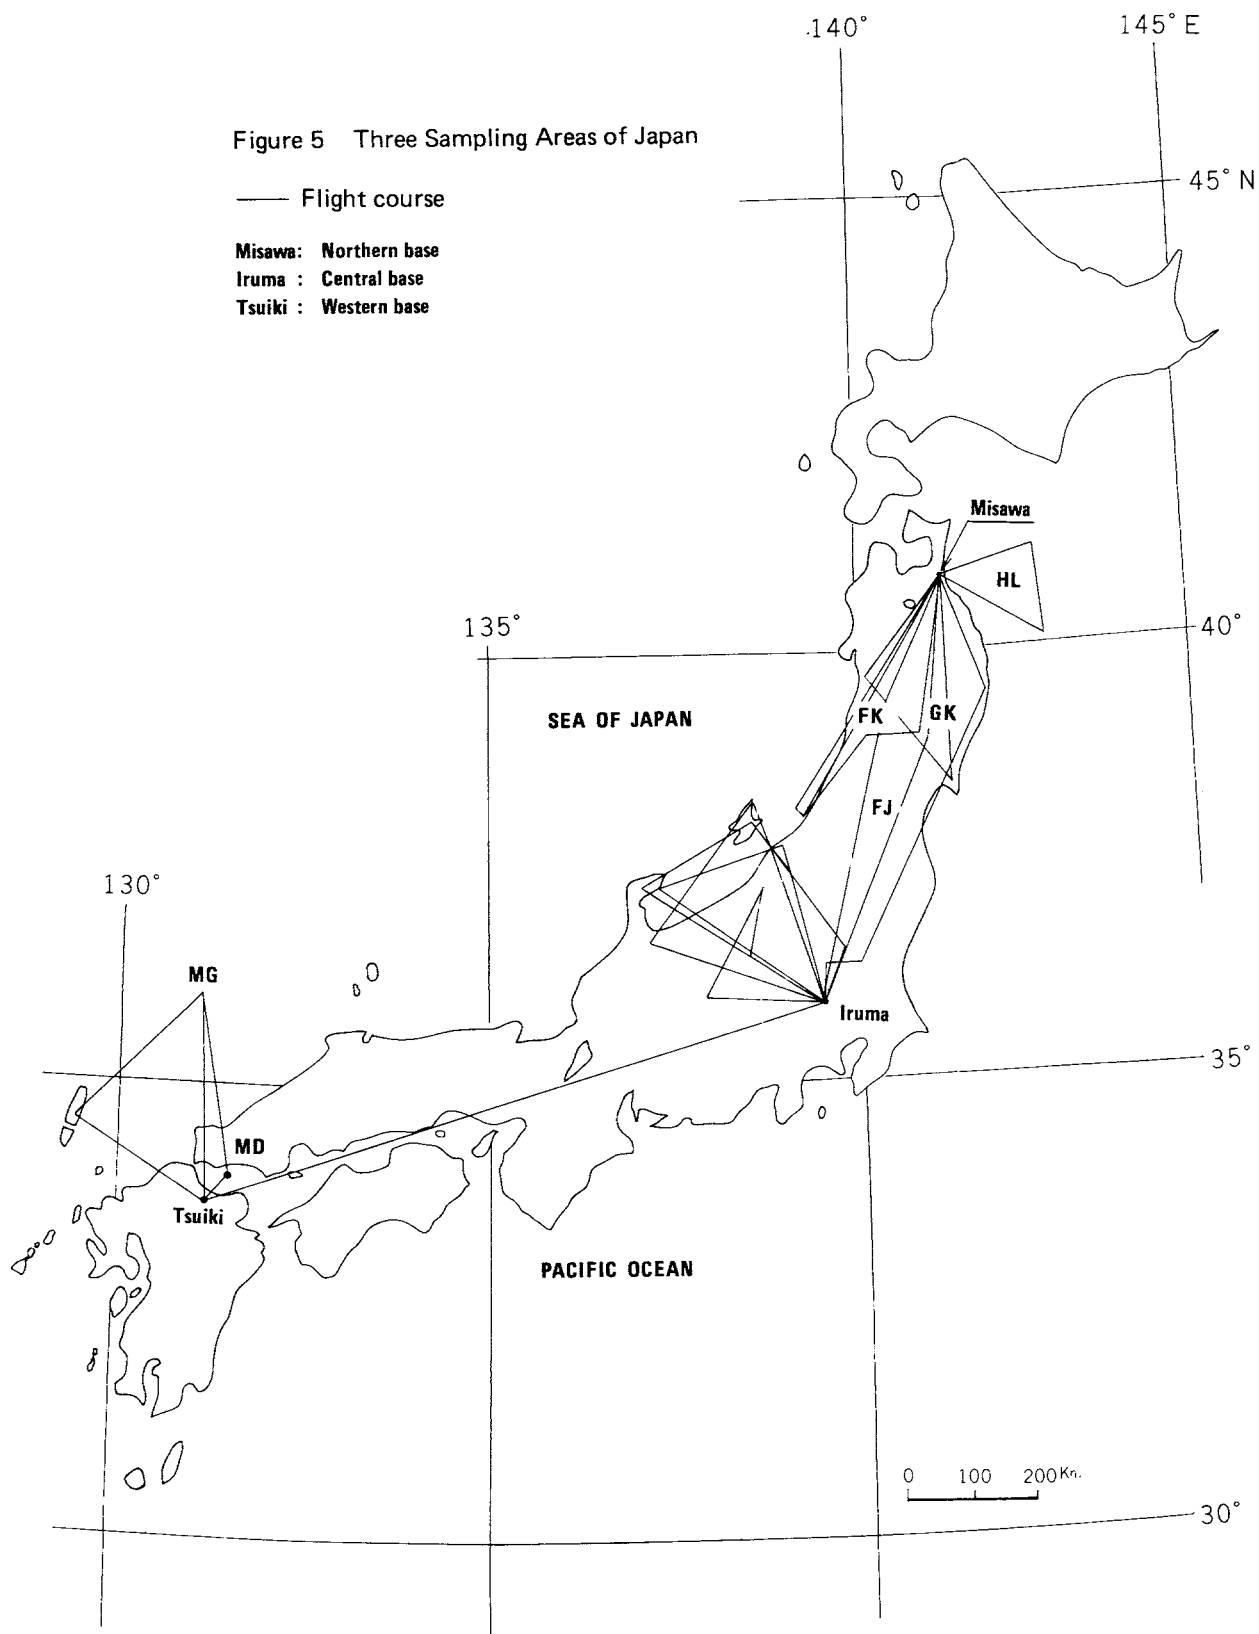 .140°
145° E
Figure 5 Three Sampling Areas of Japan
45° N
Flight course
Misawa: Northern base
Iruma : Central base
Tsuiki : Western base
Misawa
HL
40°
135°
SEA OF JAPAN
FK
GK
FJ
130°
MG
Iruma
35°
MD
Tsuiki
PACIFIC OCEAN
0 100 200
30°